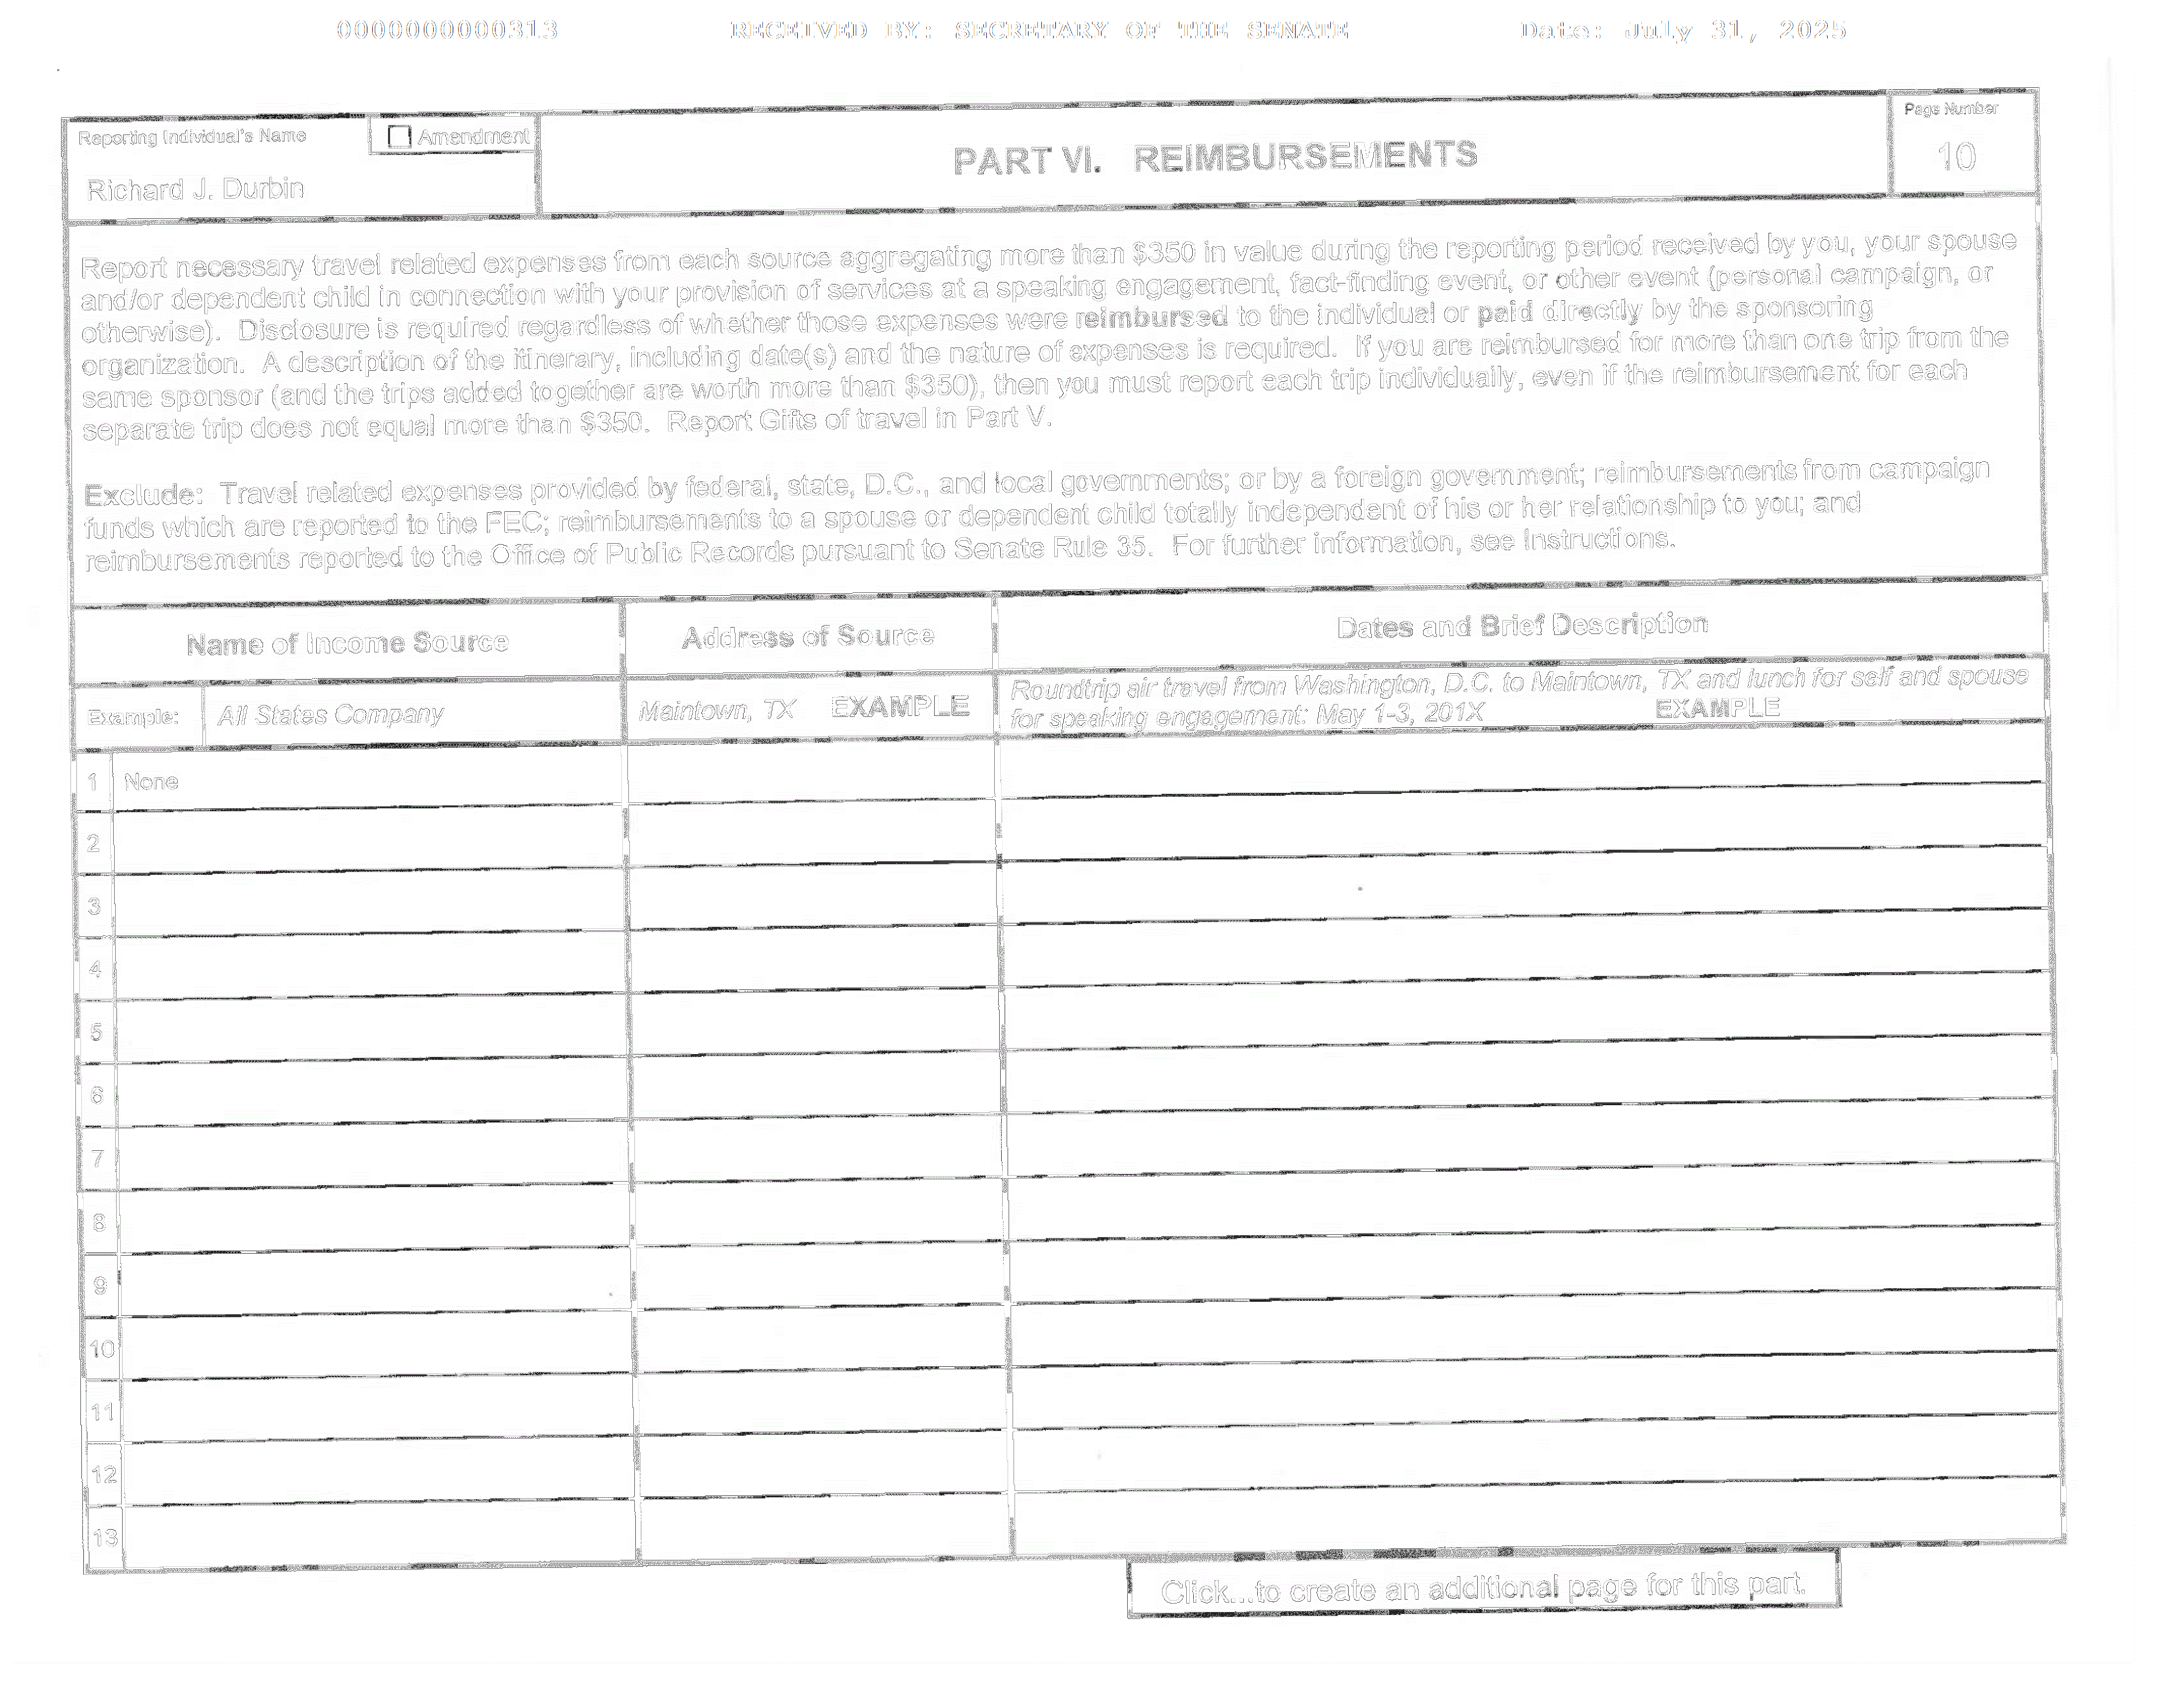 0000000000313 RECEIVED BY: SECRETARY OF THE SENATE Date: July 31, 2025
Reporting Individual's Name
Amendment
Richard J. Durbin
PART VI. REIMBURSEMENTS
Page Number
10
Report necessary travel related expenses from each source aggregating more than $350 in value during the reporting period received by you, your spouse
and/or dependent child in connection with your provision of services at a speaking engagement, fact-finding event, or other event (personal campaign, or
otherwise). Disclosure is required regardless of whether those expenses were reimbursed to the individual or paid directly by the sponsoring
organization. A description of the itinerary, including date(s) and the nature of expenses is required. If you are reimbursed for more than one trip from the
same sponsor (and the trips added together are worth more than $350), then you must report each trip individually, even if the reimbursement for each
separate trip does not equal more than $350. Report Gifts of travel in Part V.
Exclude: Travel related expenses provided by federal, state, D.C., and local governments; or by a foreign government; reimbursements from campaign
funds which are reported to the FEC; reimbursements to a spouse or dependent child totally independent of his or her relationship to you; and
reimbursements reported to the Office of Public Records pursuant to Senate Rule 35. For further information, see Instructions.
Name of Income Source
Address of Source
Dates and Brief Description
Example:
All States Company
Maintown, TX EXAMPLE
Roundtrip air travel from Washington, D.C. to Maintown, TX and lunch for self and spouse
for speaking engagement: May 1-3, 201X EXAMPLE
1 None
2
3
4
5
6
7
8
9
10
11
12
13
Click...to create an additional page for this part.